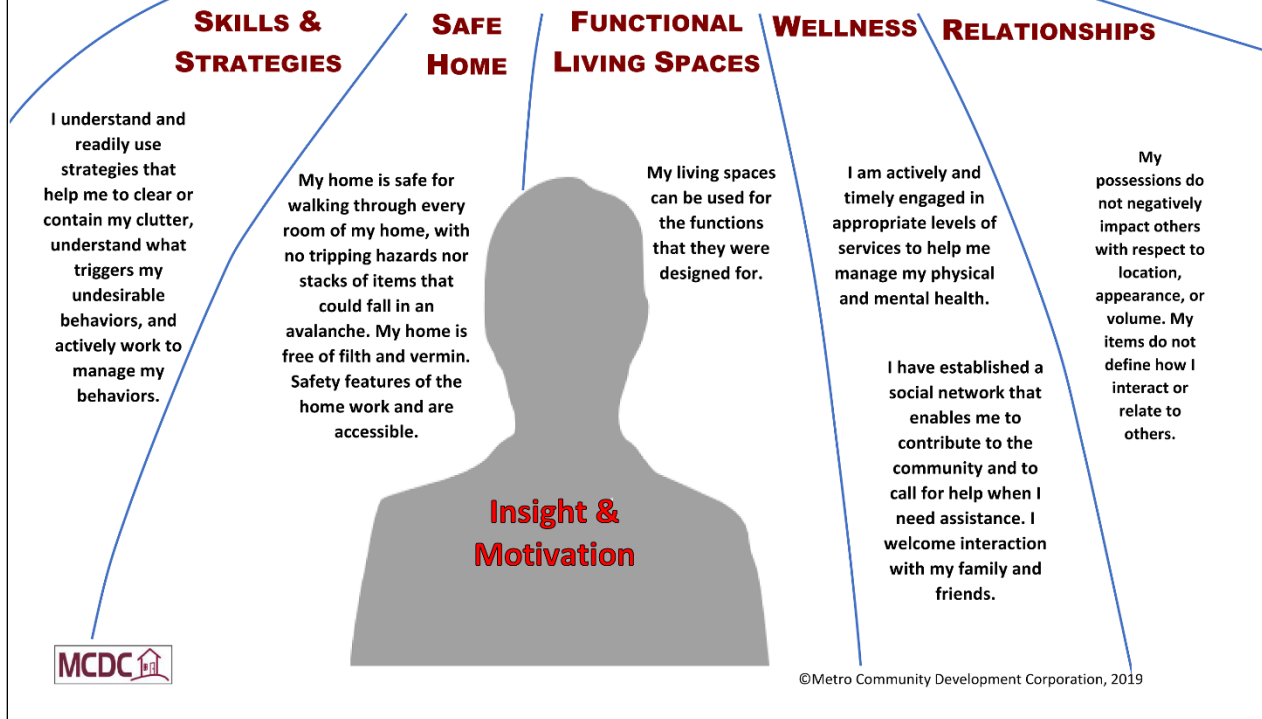 SKILLS &
STRATEGIES
SAFE
HOME
FUNCTIONAL
LIVING SPACES
WELLNESS
RELATIONSHIPS
I understand and
readily use
strategies that
help me to clear or
contain my clutter,
understand what
triggers my
undesirable
behaviors, and
actively work to
manage my
behaviors.
My home is safe for
walking through every
room of my home, with
no tripping hazards nor
stacks of items that
could fall in an
avalanche. My home is
free of filth and vermin.
Safety features of the
home work and are
accessible.
My living spaces
can be used for
the functions
that they were
designed for.
I am actively and
timely engaged in
appropriate levels of
services to help me
manage my physical
and mental health.
I have established a
social network that
enables me to
contribute to the
community and to
call for help when I
need assistance. I
welcome interaction
with my family and
friends.
My
possessions do
not negatively
impact others
with respect to
location,
appearance, or
volume. My
items do not
define how I
interact or
relate to
others.
Insight &
Motivation
MCDC
©Metro Community Development Corporation, 2019